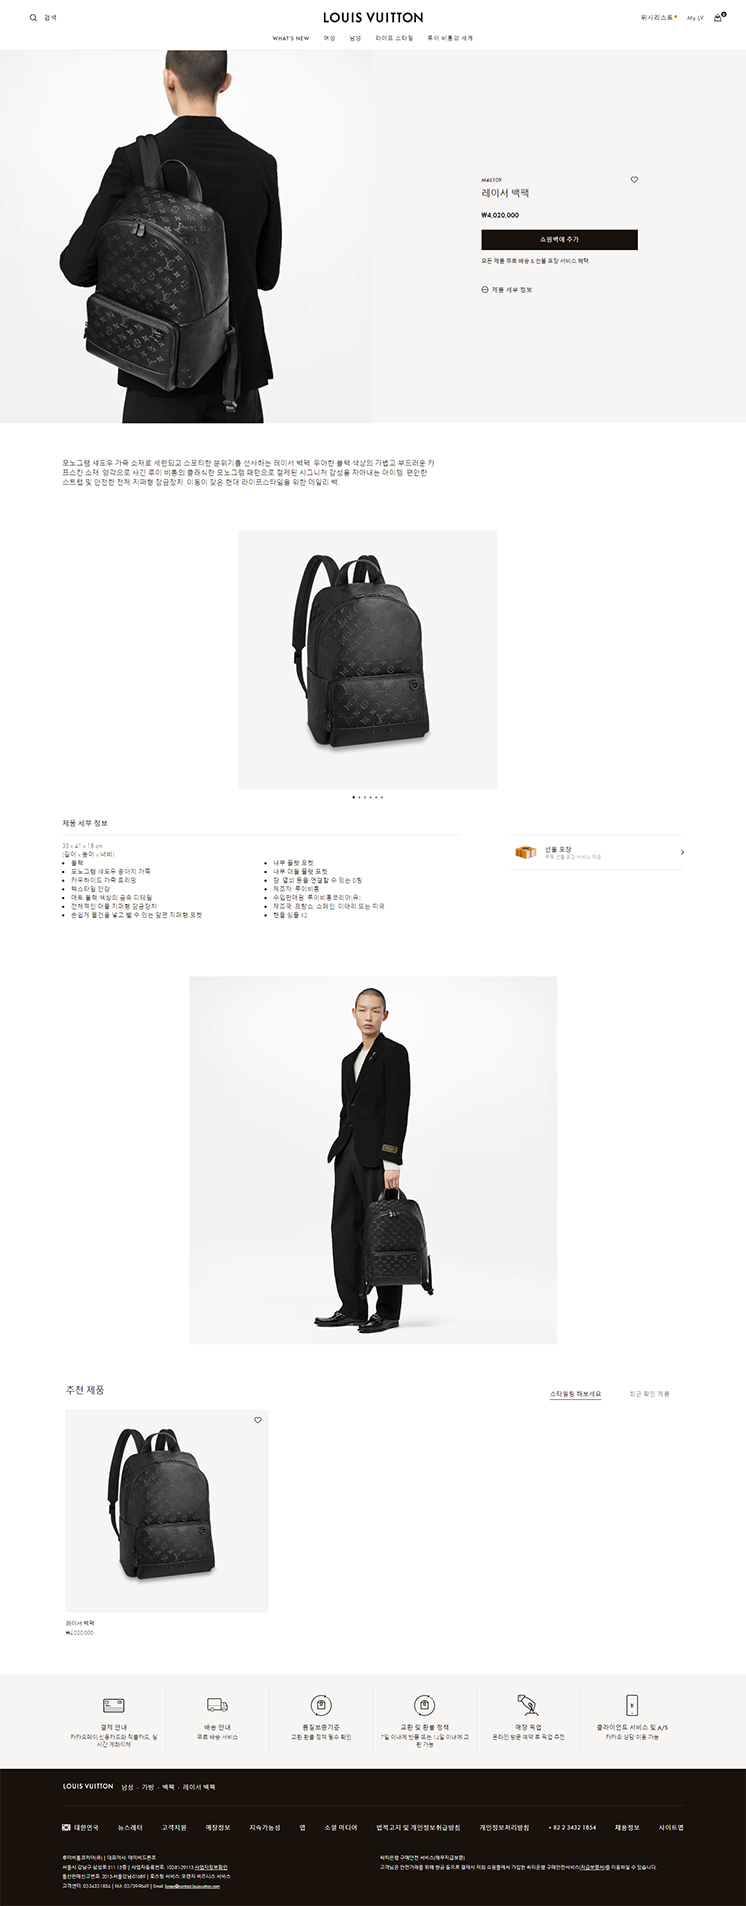 검색
LOUIS VUITTON
위시리스트
My LV
0
WHAT'S NEW 여성 남성 라이프 스타일 루이 비통의 세계
M46109
레이서 백팩
₩4,020,000
쇼핑백에 추가
모든 제품 무료 배송 & 선물 포장 서비스 혜택
제품 세부 정보
모노그램 섀도우 가죽 소재로 세련되고 스포티한 분위기를 선사하는 레이서 백팩. 우아한 블랙 색상의 가볍고 부드러운 카
프스킨 소재. 양각으로 새긴 루이 비통의 클래식한 모노그램 패턴으로 절제된 시그니처 감성을 자아내는 아이템. 편안한
스트랩 및 안전한 전체 지퍼형 잠금장치. 이동이 잦은 현대 라이프스타일을 위한 데일리 백.
제품 세부 정보
33 x 41 x 18 cm
(길이 x 높이 x 너비)
블랙
모노그램 섀도우 송아지 가죽
카우하이드 가죽 트리밍
텍스타일 안감
매트 블랙 색상의 금속 디테일
전체적인 더블 지퍼형 잠금장치
손쉽게 물건을 넣고 뺄 수 있는 앞면 지퍼형 포켓
내부 플랫 포켓
내부 더블 플랫 포켓
참, 열쇠 등을 연결할 수 있는 D링
제조자: 루이비통
수입판매원: 루이비통코리아(유)
제조국: 프랑스, 스페인, 이태리 또는 미국
핸들:싱글 x2
선물 포장
무료 선물 포장 서비스 제공
추천 제품
스타일링 해보세요
최근 확인 제품
레이서 백팩
₩4,020,000
결제 안내
카카오페이,신용카드와 직불카드, 실
시간 계좌이체
배송 안내
무료 배송 서비스
품질보증기준
교환 환불 정책 필수 확인
교환 및 환불 정책
7일 이내에 반품 또는 14일 이내에 교
환 가능
매장 픽업
온라인 방문 예약 후 픽업 추천
클라이언트 서비스 및 A/S
카카오 상담 이용 가능
LOUIS VUITTON 남성 가방 백팩 레이서 백팩
대한민국 뉴스레터 고객지원 매장정보 지속가능성 앱 소셜 미디어 법적고지 및 개인정보취급방침 개인정보처리방침 + 82 2 3432 1854 채용정보 사이트맵
루이비통코리아(유) | 대표이사: 데이비드폰조
서울시 강남구 삼성로 511 15층 | 사업자등록번호: 102-81-29113 사업자정보확인
통신판매신고번호: 2015-서울강남-01689 | 호스팅 서비스: 오렌지 비즈니스 서비스
고객센터: 02-3432-1854 | FAX: 02-739-9649 | Email: korea@contact.louisvuitton.com
씨티은행 구매안전 서비스(채무지급보증)
고객님은 안전거래를 위해 현금 등으로 결제시 저희 쇼핑몰에서 가입한 씨티은행 구매안전서비스(지급보증서)를 이용하실 수 있습니다.